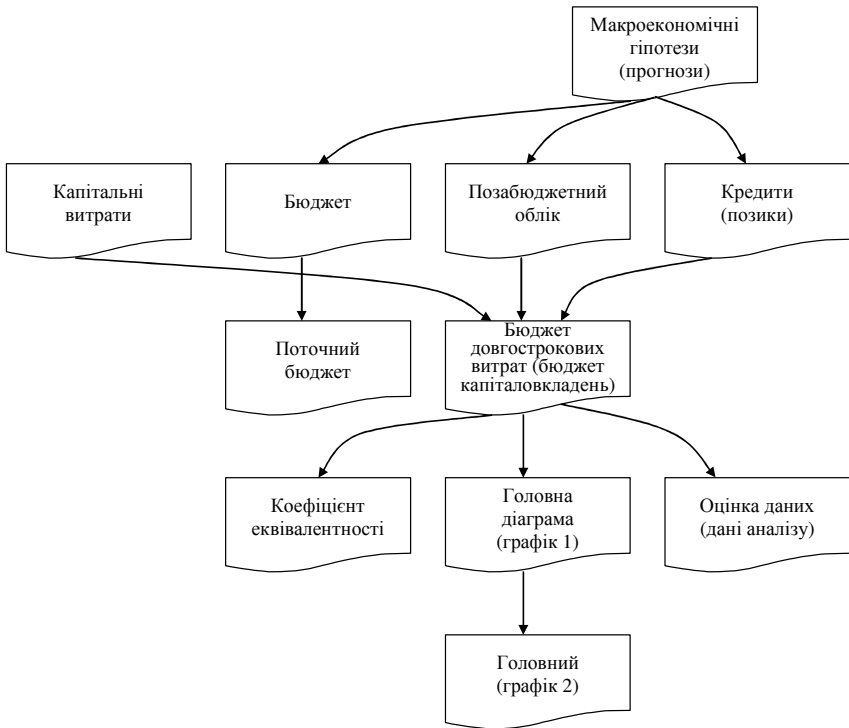 Макроекономічні
гіпотези
(прогнози)
Капітальні
витрати
Бюджет
Позабюджетний
облік
Кредити
(позики)
Поточний
бюджет
Бюджет
довгострокових
витрат (бюджет
капіталовкладень)
Коефіцієнт
еквівалентності
Головна
діаграма
(графік 1)
Оцінка даних
(дані аналізу)
Головний
(графік 2)